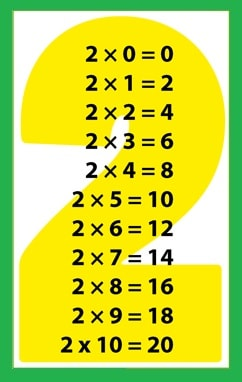 2
2 × 0 = 0
2 × 1 = 2
2 × 2 = 4
2 × 3 = 6
2 × 4 = 8
2 × 5 = 10
2 × 6 = 12
2 × 7 = 14
2 × 8 = 16
2 × 9 = 18
2 x 10 = 20